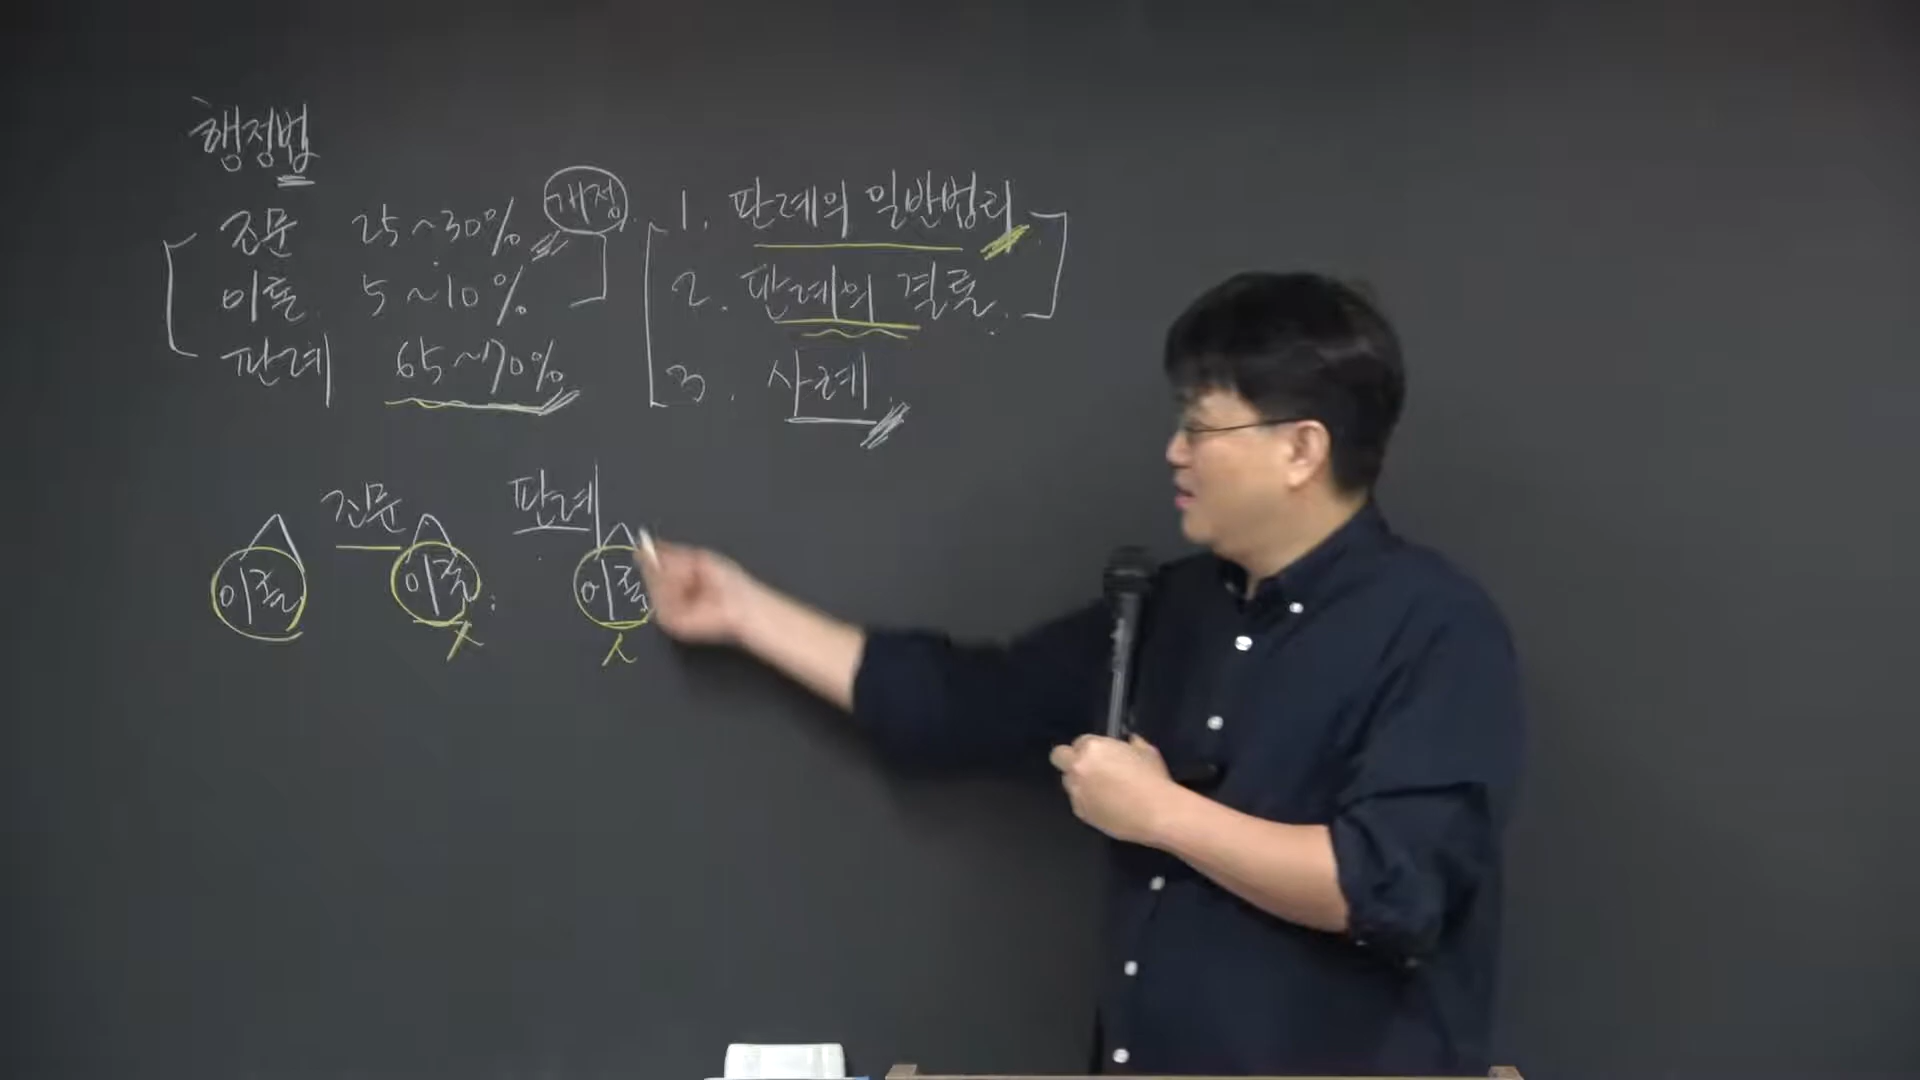 행정법
조문 25~30% 개정
이론 5~10%
판례 65~70%
1. 판례의 일반법리
2. 판례의 결론
3. 사례
조문 판례
이론 이론 이론